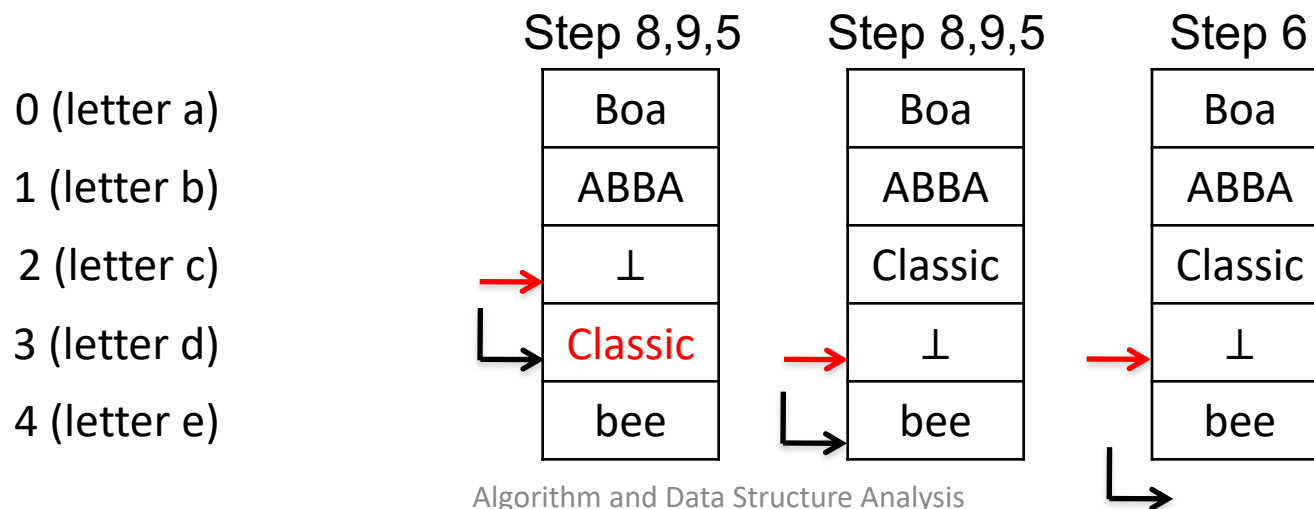 Step 8,9,5 Step 8,9,5 Step 6
0 (letter a) Boa Boa Boa
1 (letter b) ABBA ABBA ABBA
2 (letter c) ⊥ Classic Classic
3 (letter d) Classic ⊥ ⊥
4 (letter e) bee bee bee
Algorithm and Data Structure Analysis